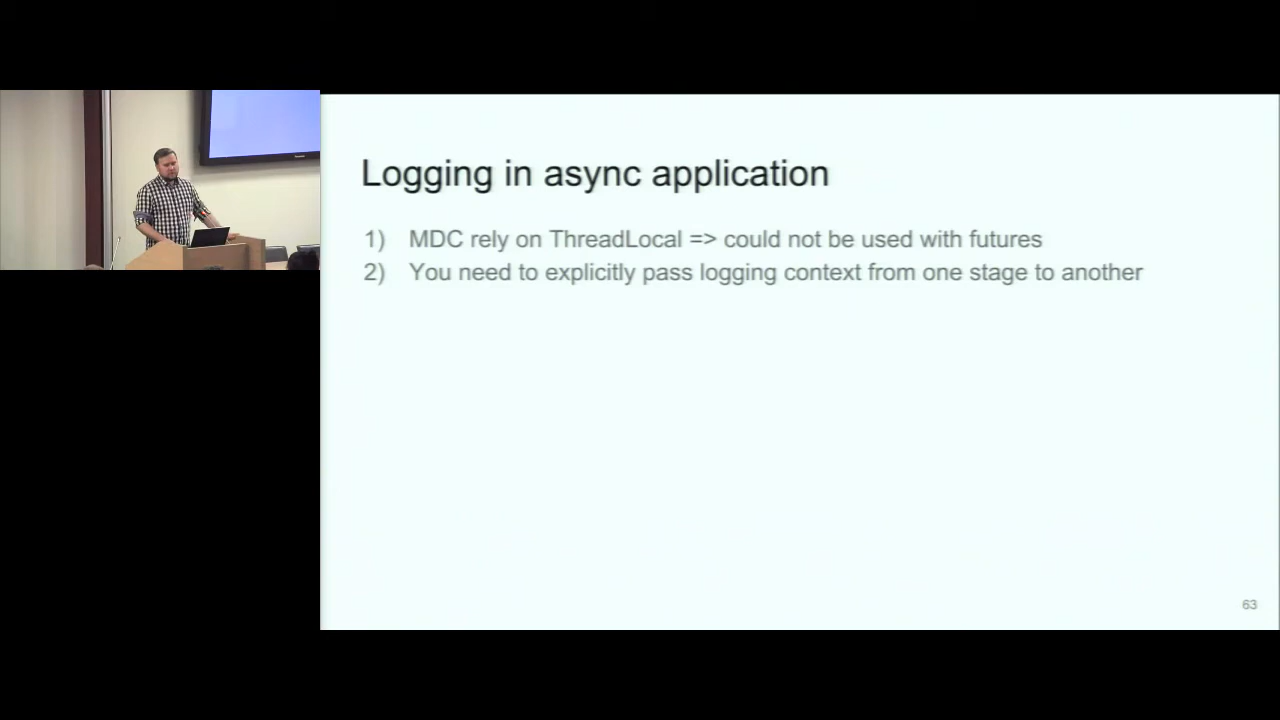 Logging in async application
1) MDC rely on ThreadLocal => could not be used with futures
2) You need to explicitly pass logging context from one stage to another
63